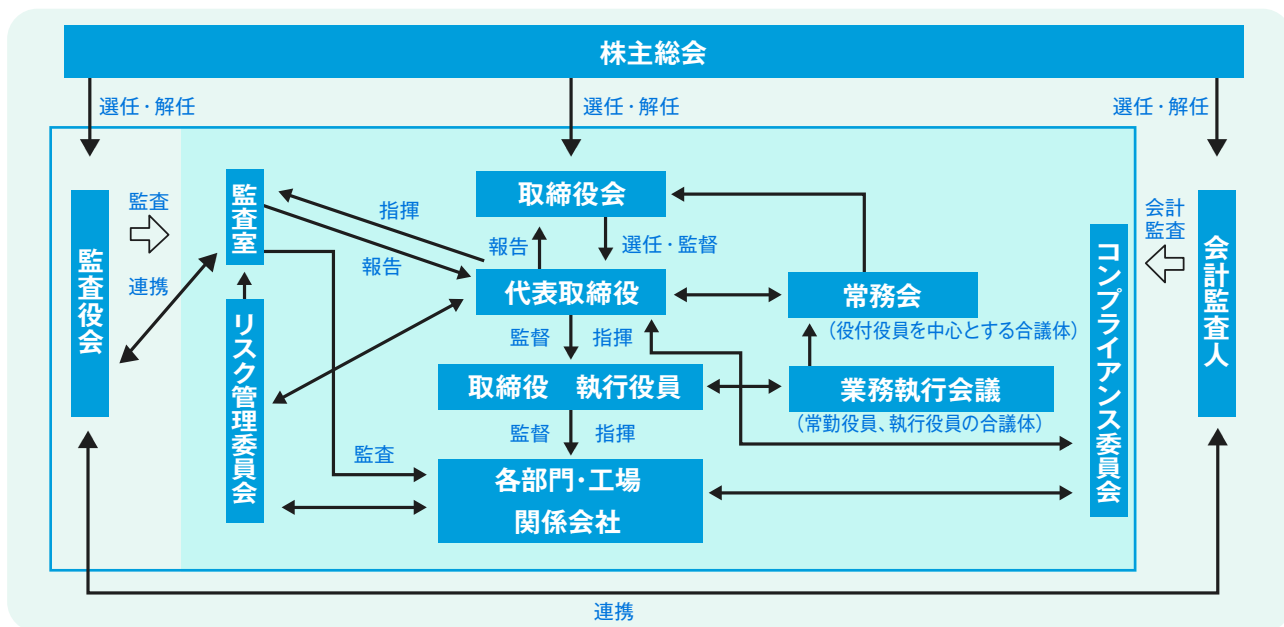 株主総会
選任・解任
選任・解任
選任・解任
監査役会
監査
連携
監査室
リスク管理委員会
指揮
報告
監査
取締役会
報告
選任・監督
代表取締役
監督
指揮
取締役　執行役員
監督
指揮
各部門・工場
関係会社
常務会
（役付役員を中心とする合議体）
業務執行会議
（常勤役員、執行役員の合議体）
コンプライアンス委員会
会計
監査
会計監査人
連携